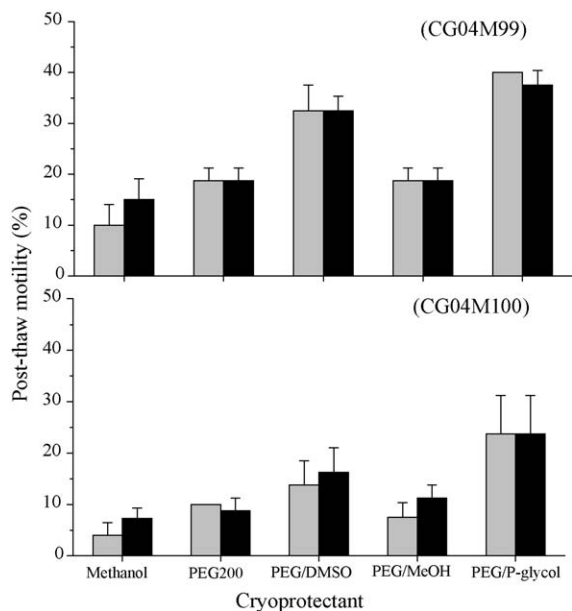 50
(CG04M99)
40
30
20
10
0
50
(CG04M100)
40
30
20
10
0
Post-thaw motility (%)
Methanol PEG200 PEG/DMSO PEG/MeOH PEG/P-glycol
Cryoprotectant